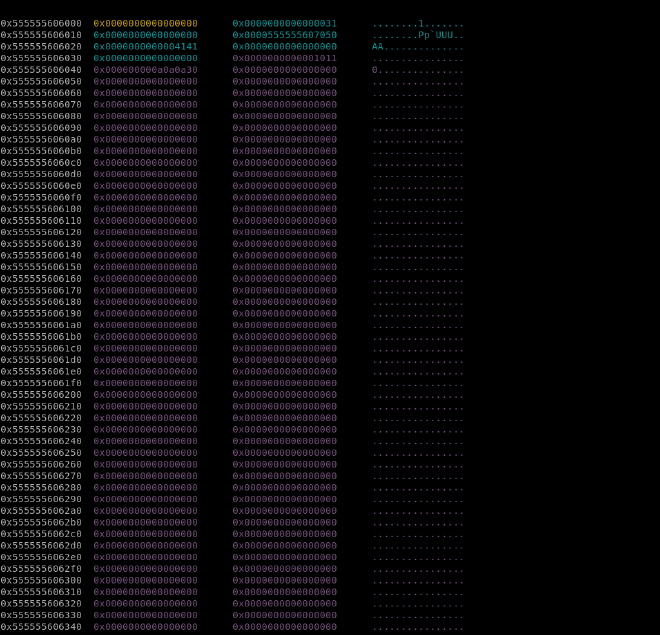 0x555555606000 0x0000000000000000 0x0000000000000031 ........1.......
0x555555606010 0x0000000000000000 0x0000555555607050 ........Pp`UUU..
0x555555606020 0x0000000000004141 0x0000000000000000 AA..............
0x555555606030 0x0000000000000000 0x0000000000001011 ................
0x555555606040 0x000000000a0a0a30 0x0000000000000000 0...............
0x555555606050 0x0000000000000000 0x0000000000000000 ................
0x555555606060 0x0000000000000000 0x0000000000000000 ................
0x555555606070 0x0000000000000000 0x0000000000000000 ................
0x555555606080 0x0000000000000000 0x0000000000000000 ................
0x555555606090 0x0000000000000000 0x0000000000000000 ................
0x5555556060a0 0x0000000000000000 0x0000000000000000 ................
0x5555556060b0 0x0000000000000000 0x0000000000000000 ................
0x5555556060c0 0x0000000000000000 0x0000000000000000 ................
0x5555556060d0 0x0000000000000000 0x0000000000000000 ................
0x5555556060e0 0x0000000000000000 0x0000000000000000 ................
0x5555556060f0 0x0000000000000000 0x0000000000000000 ................
0x555555606100 0x0000000000000000 0x0000000000000000 ................
0x555555606110 0x0000000000000000 0x0000000000000000 ................
0x555555606120 0x0000000000000000 0x0000000000000000 ................
0x555555606130 0x0000000000000000 0x0000000000000000 ................
0x555555606140 0x0000000000000000 0x0000000000000000 ................
0x555555606150 0x0000000000000000 0x0000000000000000 ................
0x555555606160 0x0000000000000000 0x0000000000000000 ................
0x555555606170 0x0000000000000000 0x0000000000000000 ................
0x555555606180 0x0000000000000000 0x0000000000000000 ................
0x555555606190 0x0000000000000000 0x0000000000000000 ................
0x5555556061a0 0x0000000000000000 0x0000000000000000 ................
0x5555556061b0 0x0000000000000000 0x0000000000000000 ................
0x5555556061c0 0x0000000000000000 0x0000000000000000 ................
0x5555556061d0 0x0000000000000000 0x0000000000000000 ................
0x5555556061e0 0x0000000000000000 0x0000000000000000 ................
0x5555556061f0 0x0000000000000000 0x0000000000000000 ................
0x555555606200 0x0000000000000000 0x0000000000000000 ................
0x555555606210 0x0000000000000000 0x0000000000000000 ................
0x555555606220 0x0000000000000000 0x0000000000000000 ................
0x555555606230 0x0000000000000000 0x0000000000000000 ................
0x555555606240 0x0000000000000000 0x0000000000000000 ................
0x555555606250 0x0000000000000000 0x0000000000000000 ................
0x555555606260 0x0000000000000000 0x0000000000000000 ................
0x555555606270 0x0000000000000000 0x0000000000000000 ................
0x555555606280 0x0000000000000000 0x0000000000000000 ................
0x555555606290 0x0000000000000000 0x0000000000000000 ................
0x5555556062a0 0x0000000000000000 0x0000000000000000 ................
0x5555556062b0 0x0000000000000000 0x0000000000000000 ................
0x5555556062c0 0x0000000000000000 0x0000000000000000 ................
0x5555556062d0 0x0000000000000000 0x0000000000000000 ................
0x5555556062e0 0x0000000000000000 0x0000000000000000 ................
0x5555556062f0 0x0000000000000000 0x0000000000000000 ................
0x555555606300 0x0000000000000000 0x0000000000000000 ................
0x555555606310 0x0000000000000000 0x0000000000000000 ................
0x555555606320 0x0000000000000000 0x0000000000000000 ................
0x555555606330 0x0000000000000000 0x0000000000000000 ................
0x555555606340 0x0000000000000000 0x0000000000000000 ................